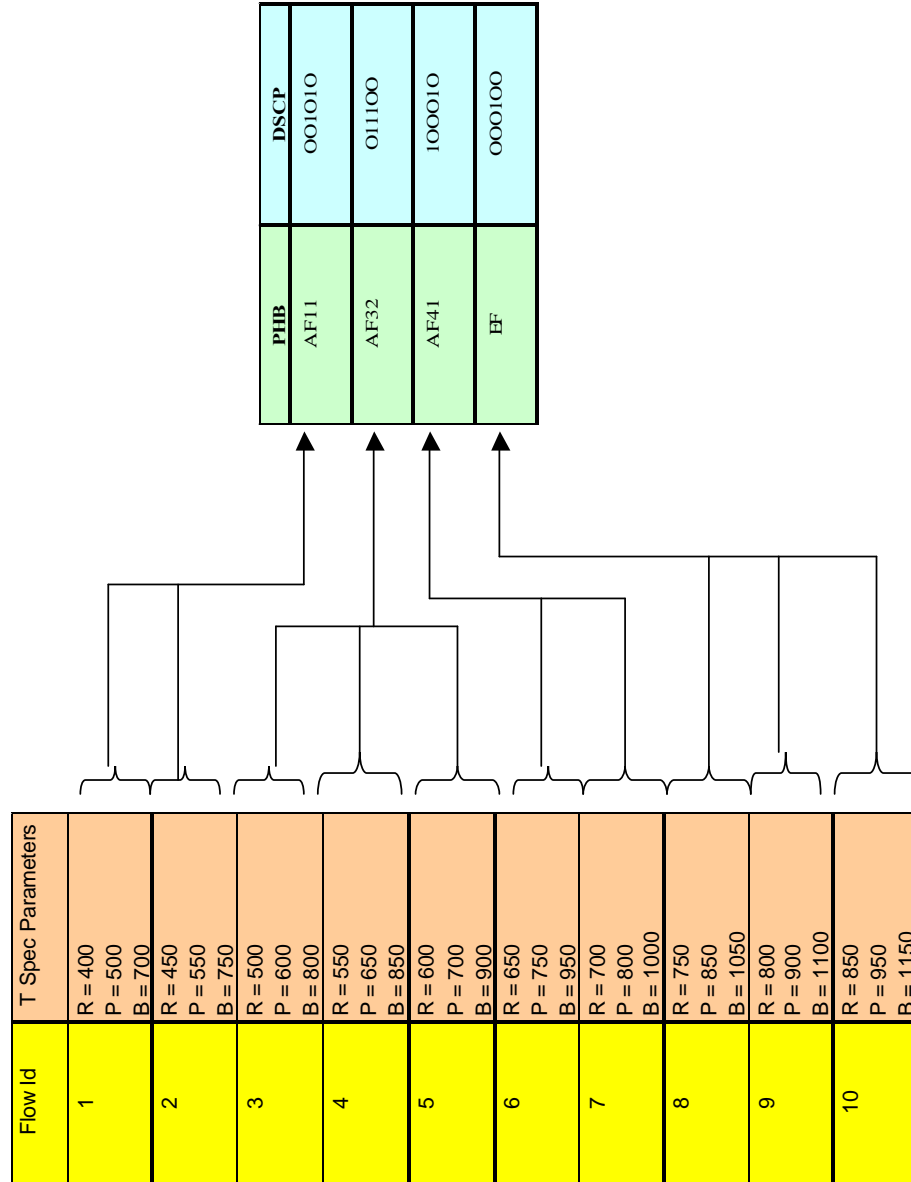 Flow Id
T Spec Parameters
1
R = 400
P = 500
B = 700
2
R = 450
P = 550
B = 750
3
R = 500
P = 600
B = 800
4
R = 550
P = 650
B = 850
5
R = 600
P = 700
B = 900
6
R = 650
P = 750
B = 950
7
R = 700
P = 800
B = 1000
8
R = 750
P = 850
B = 1050
9
R = 800
P = 900
B = 1100
10
R = 850
P = 950
B = 1150
PHB
DSCP
AF11
OO1O1O
AF32
O111OO
AF41
1OOO1O
EF
OOO1OO